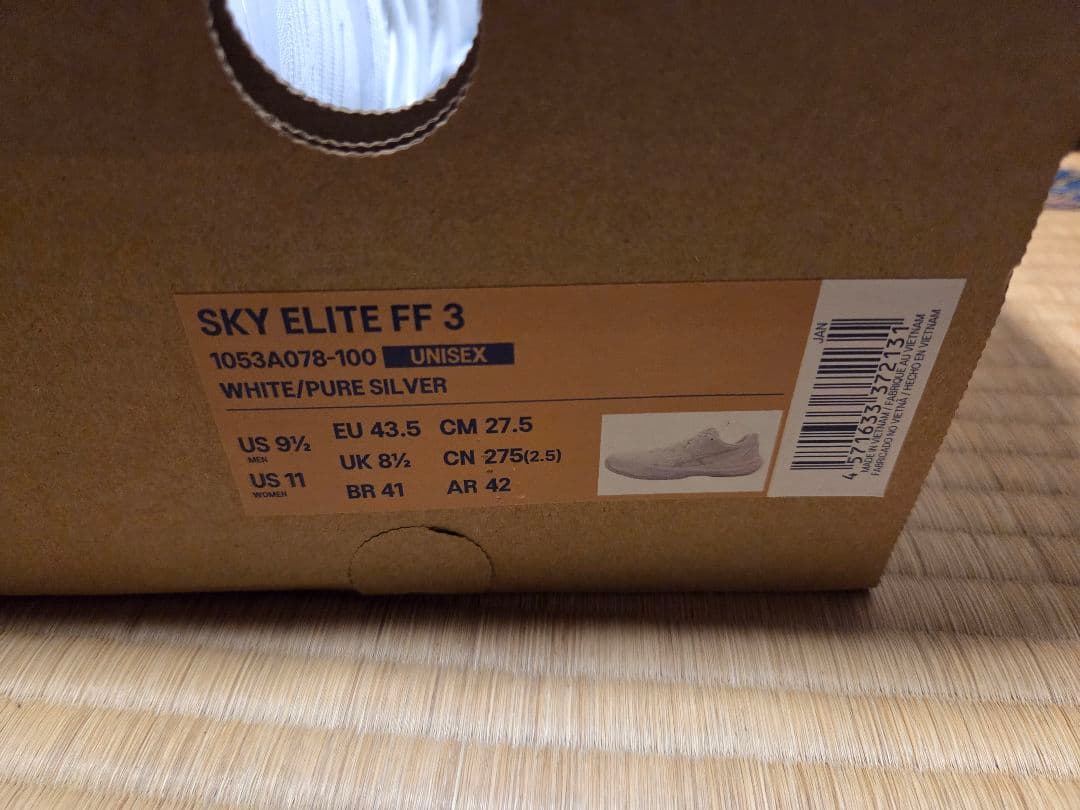 SKY ELITE FF 3
1053A078-100 UNISEX
WHITE/PURE SILVER
US 9½ EU 43.5 CM 27.5
MEN
UK 8½ CN 275(2.5)
US 11
WOMEN
BR 41 AR 42
JAN
4 571633 372131
MADE IN VIETNAM / FABRIQUE AU VIETNAM
FABRICADO NO VIETNÃ / HECHO EN VIETNAM